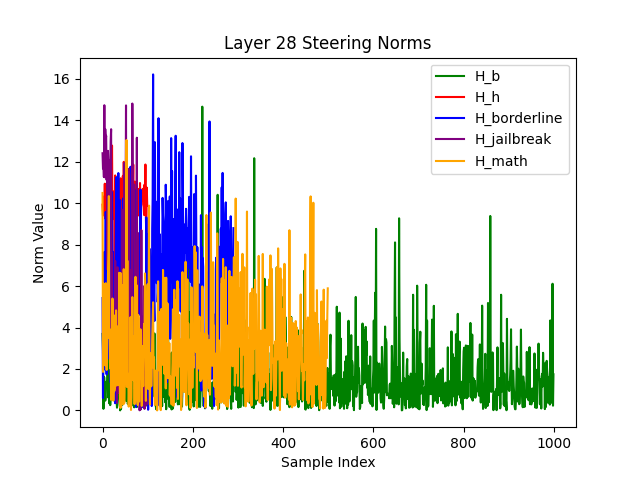 Layer 28 Steering Norms
Norm Value
16
14
12
10
8
6
4
2
0
0
200
400
600
800
1000
Sample Index
H_b
H_h
H_borderline
H_jailbreak
H_math